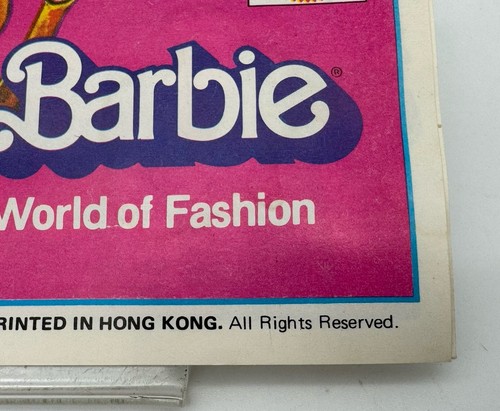 Barbie®
World of Fashion
RINTED IN HONG KONG. All Rights Reserved.